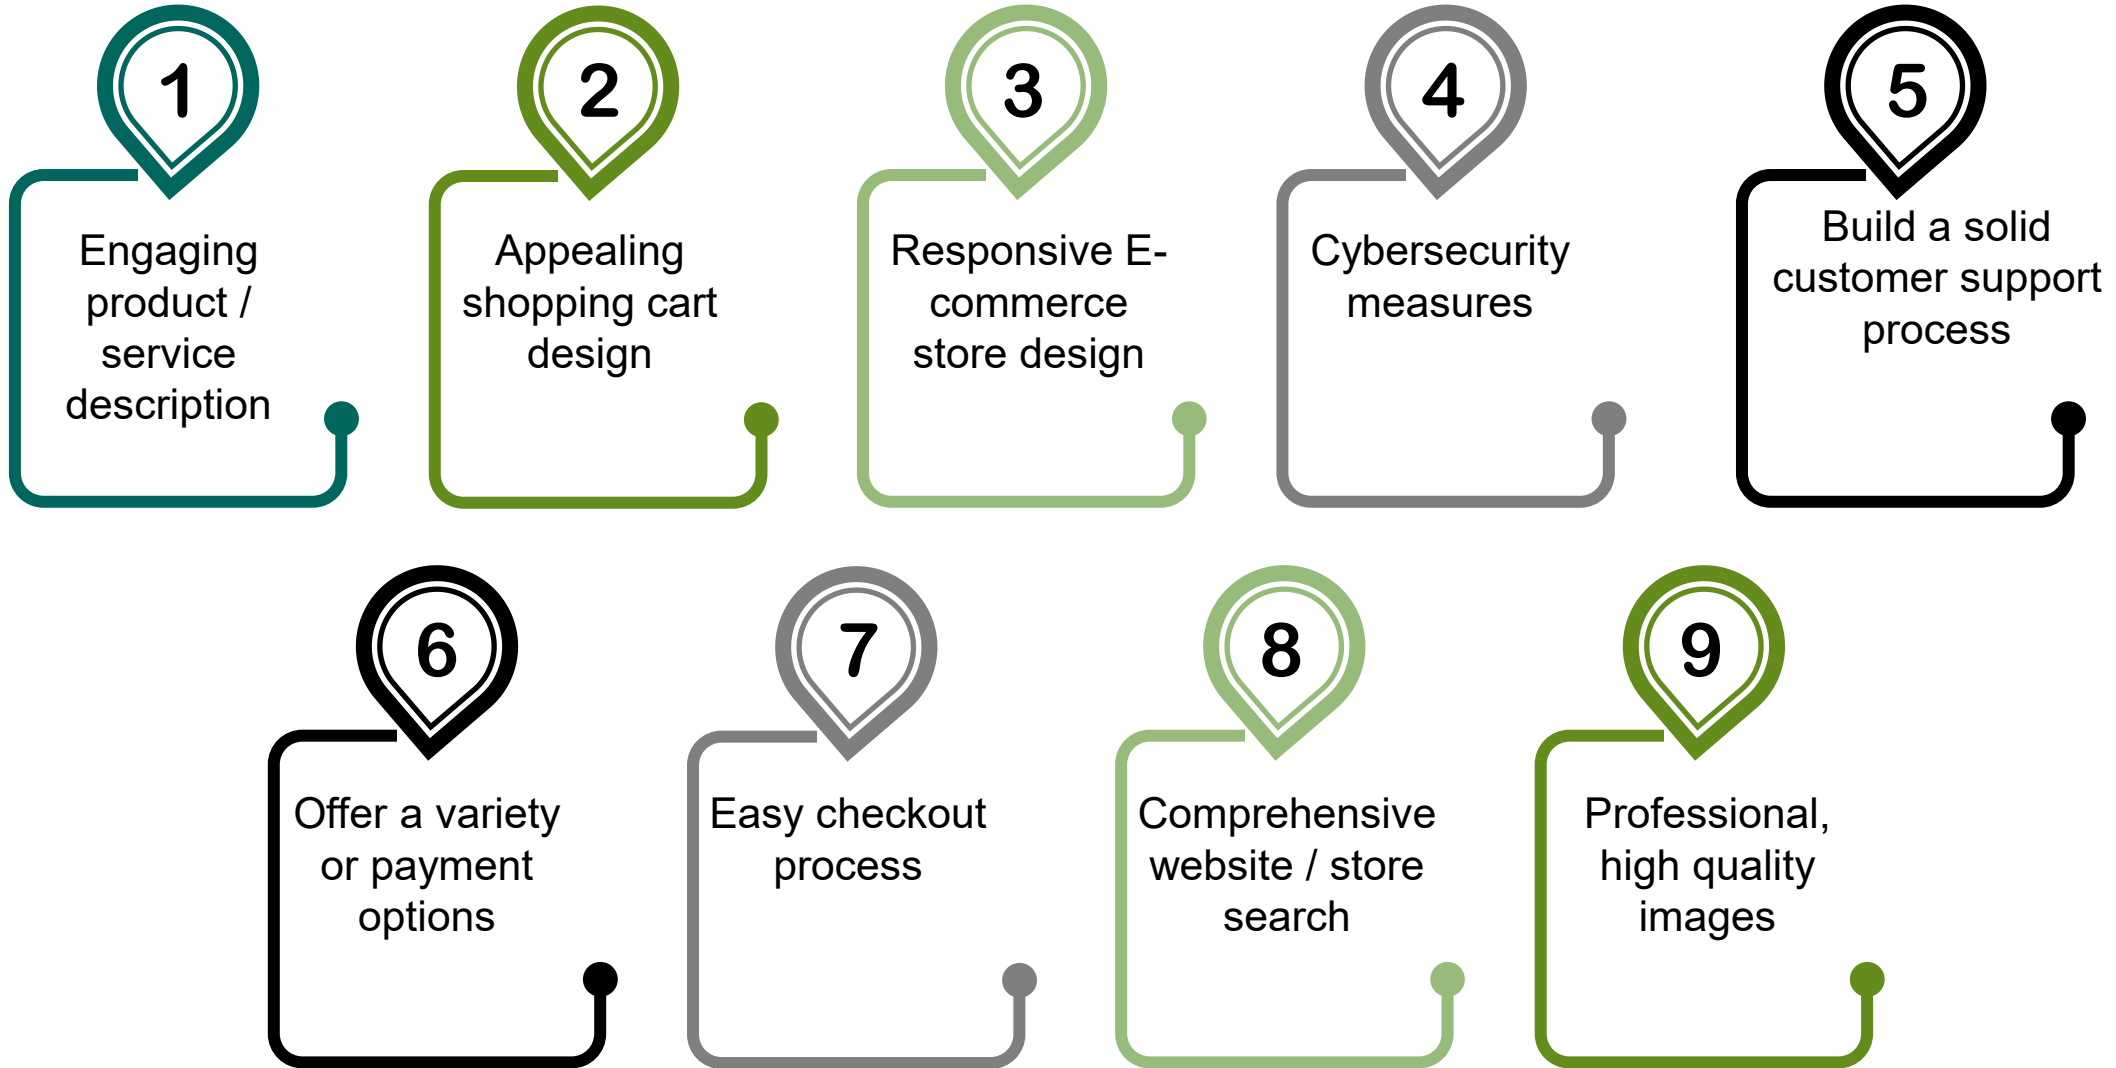 1
Engaging
product /
service
description
2
Appealing
shopping cart
design
3
Responsive E-
commerce
store design
4
Cybersecurity
measures
5
Build a solid
customer support
process
6
Offer a variety
or payment
options
7
Easy checkout
process
8
Comprehensive
website / store
search
9
Professional,
high quality
images